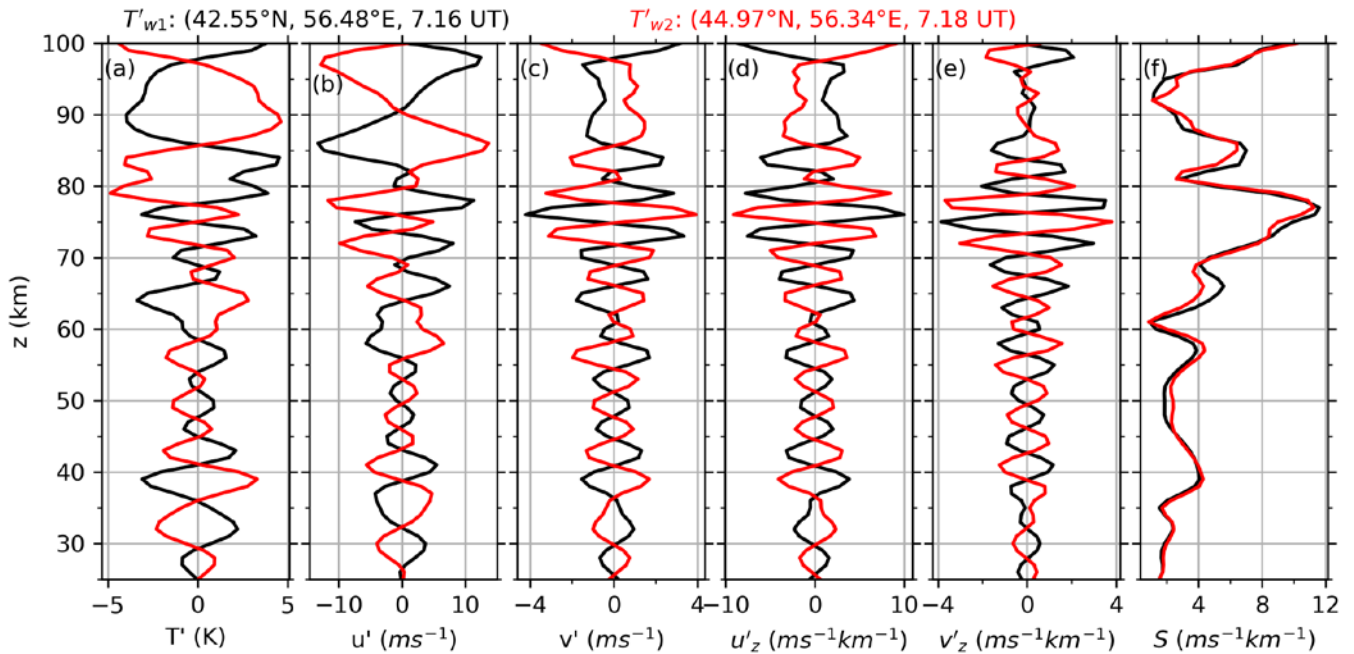 T'w1: (42.55°N, 56.48°E, 7.16 UT) T'w2: (44.97°N, 56.34°E, 7.18 UT)
(a) (b) (c) (d) (e) (f)
100
90
80
70
60
50
40
30
z (km)
−5 0 5 −10 0 10 −4 0 4 −10 0 10 −4 0 4 4 8 12
T' (K) u' (ms⁻¹) v' (ms⁻¹) u'z (ms⁻¹km⁻¹) v'z (ms⁻¹km⁻¹) S (ms⁻¹km⁻¹)